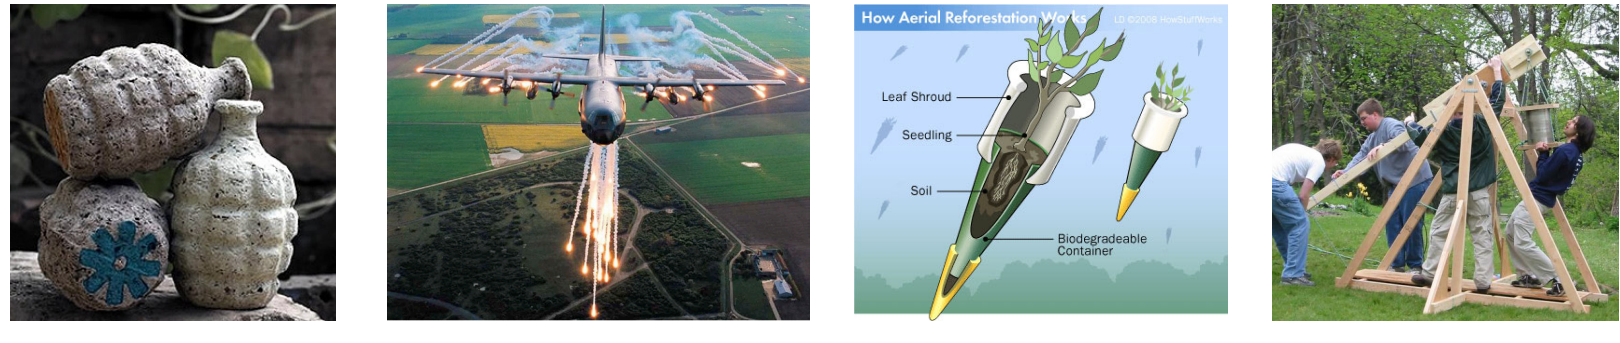 How Aerial Reforestation Works
LD ©2008 HowStuffWorks
Leaf Shroud
Seedling
Soil
Biodegradeable
Container